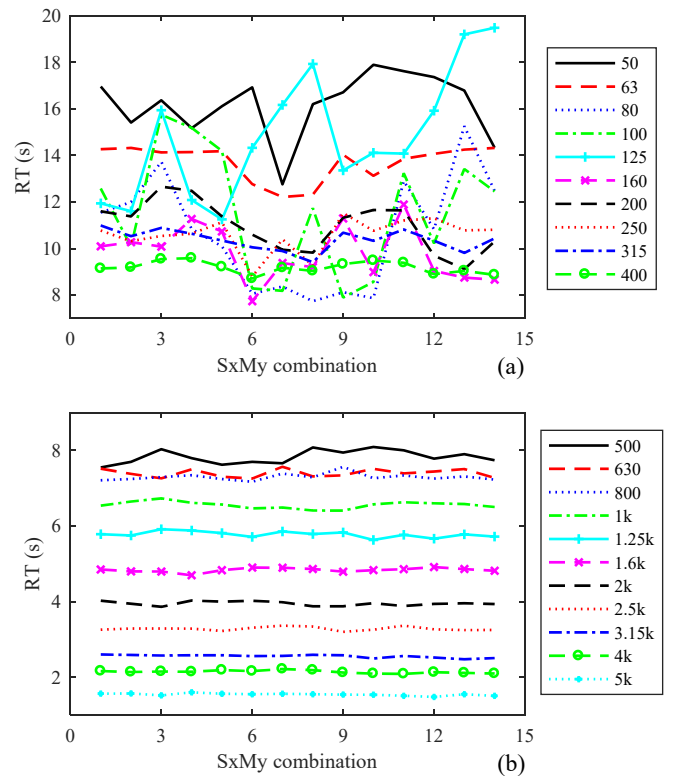 20
18
16
14
12
10
8
RT (s)
0 3 6 9 12 15
SxMy combination
(a)
50
63
80
100
125
160
200
250
315
400
8
6
4
2
RT (s)
0 3 6 9 12 15
SxMy combination
(b)
500
630
800
1k
1.25k
1.6k
2k
2.5k
3.15k
4k
5k